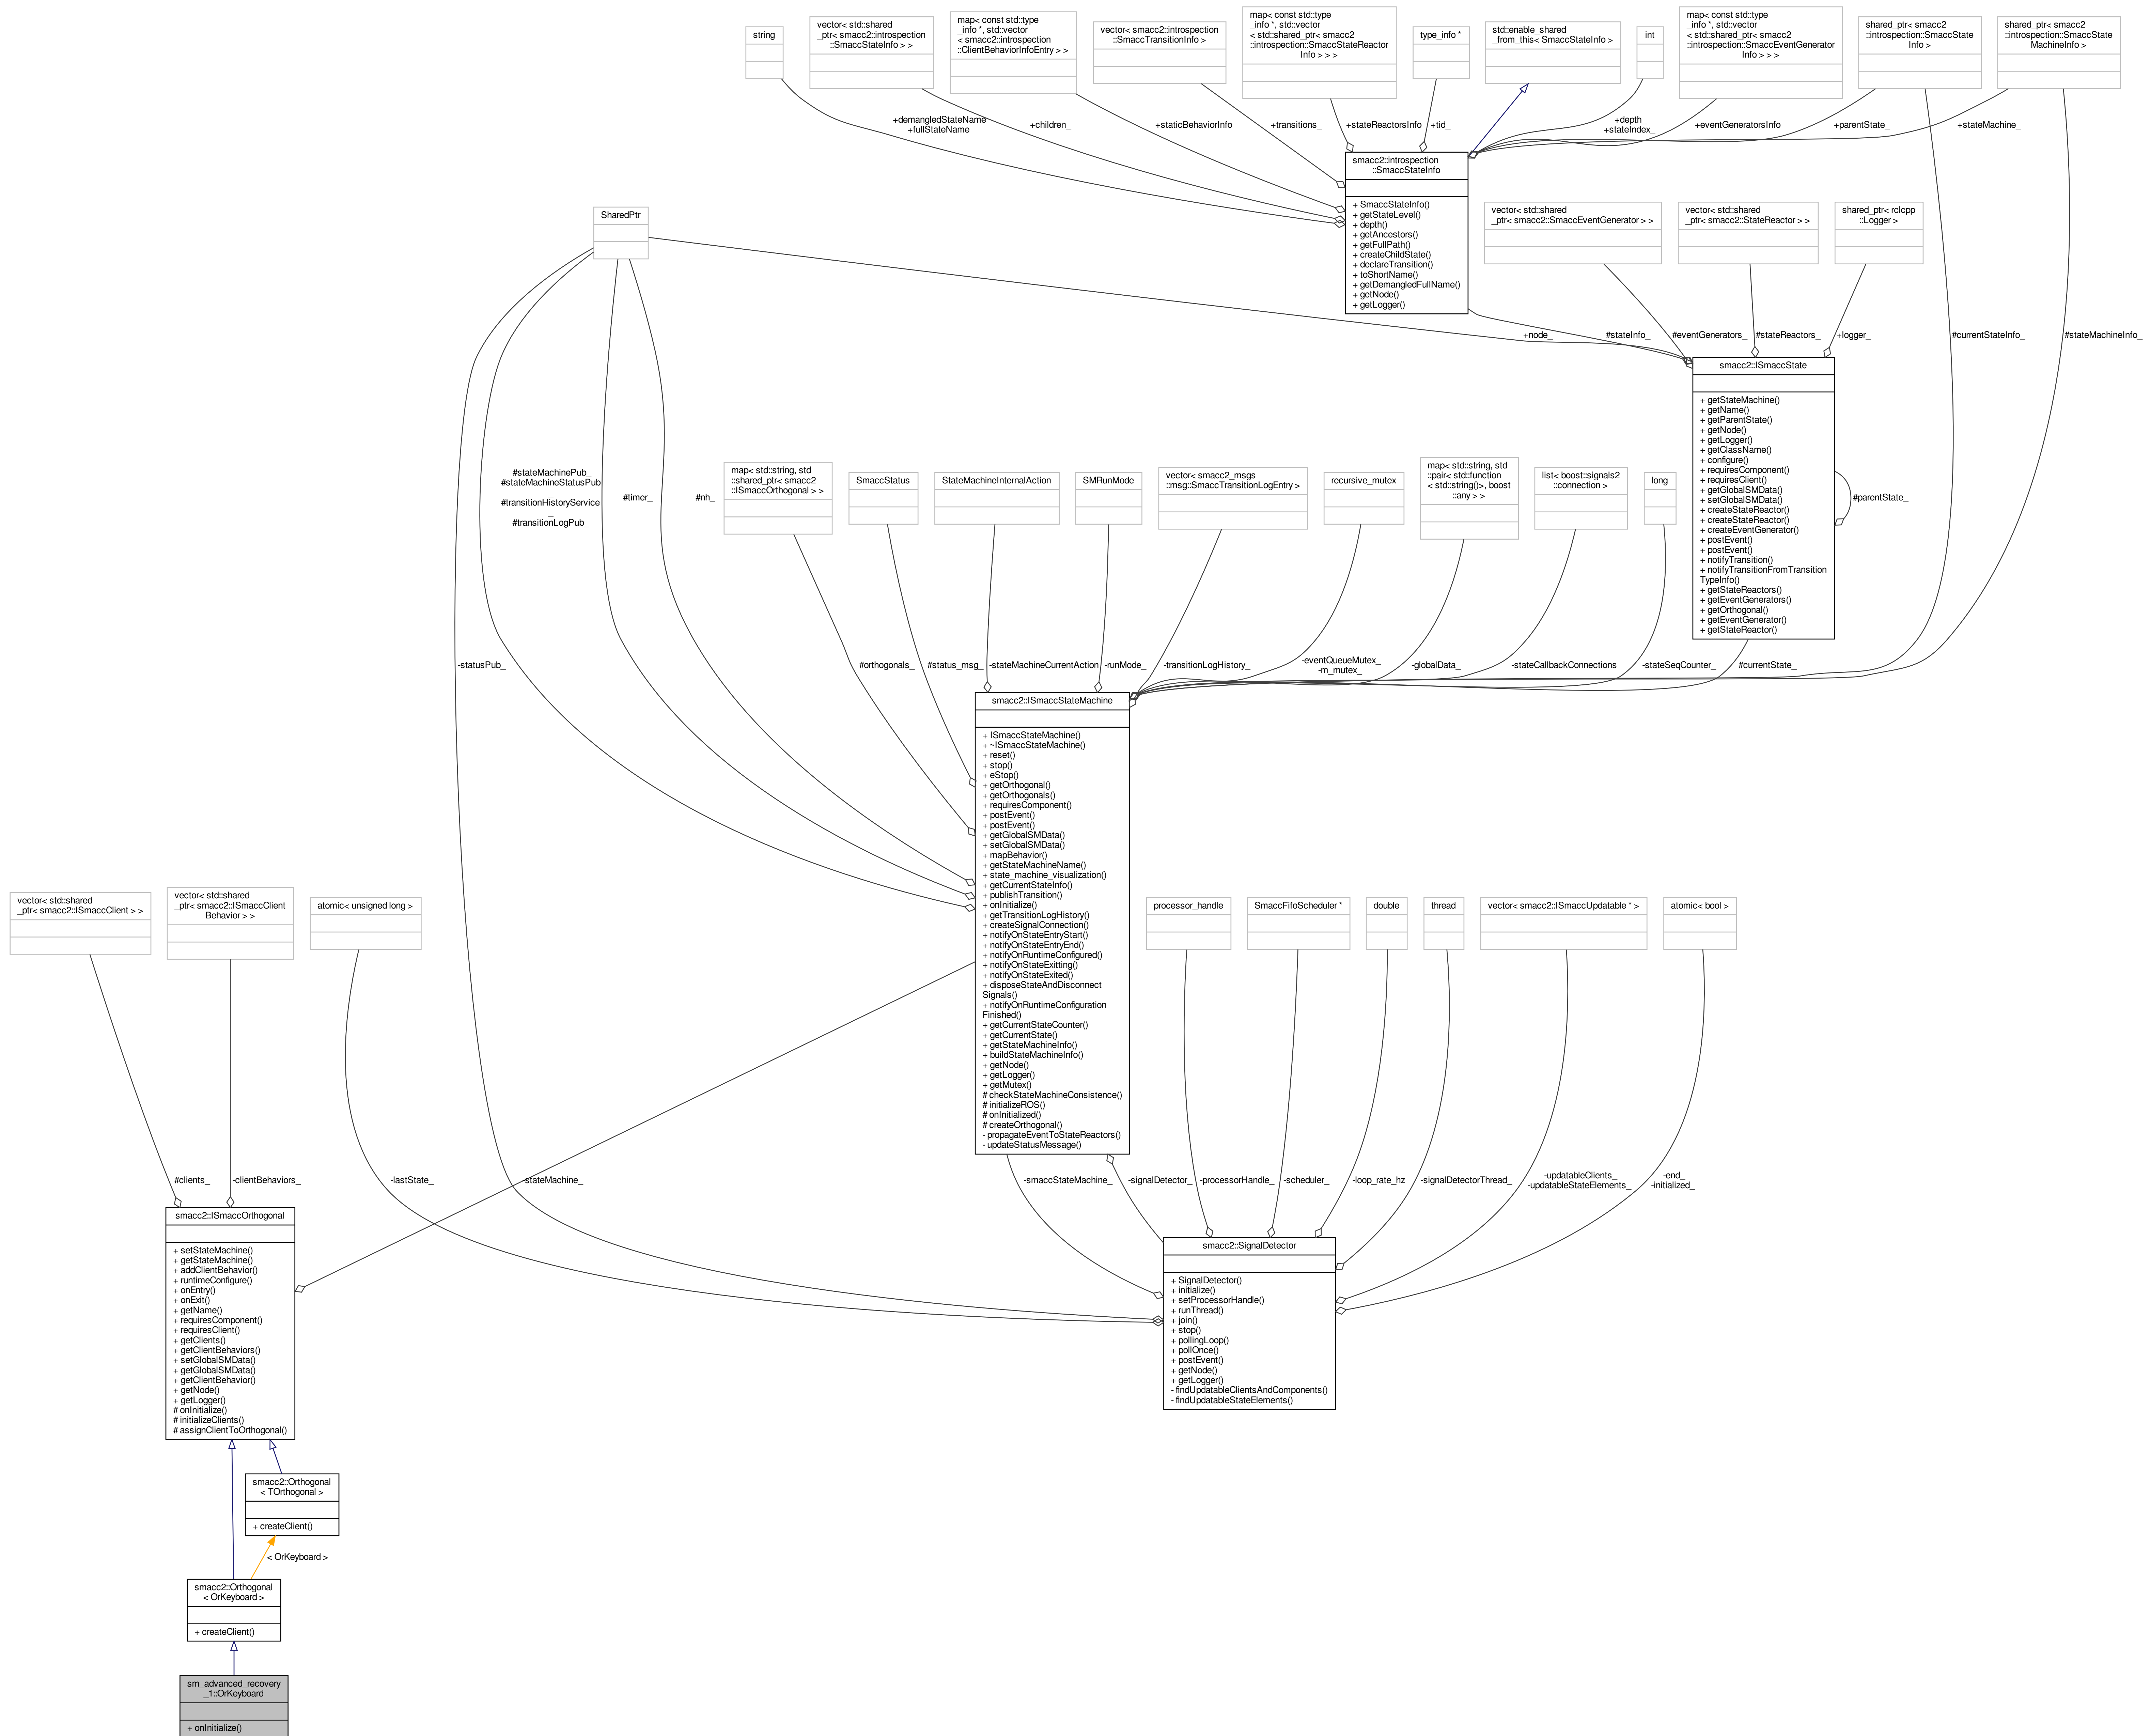 string
vector< std::shared
_ptr< smacc2::introspection
::SmaccStateInfo > >
map< const std::type
_info *, std::vector
< smacc2::introspection
::ClientBehaviorInfoEntry > >
vector< smacc2::introspection
::SmaccTransitionInfo >
map< const std::type
_info *, std::vector
< std::shared_ptr< smacc2
::introspection::SmaccStateReactor
Info > > >
type_info *
std::enable_shared
_from_this< SmaccStateInfo >
int
map< const std::type
_info *, std::vector
< std::shared_ptr< smacc2
::introspection::SmaccEventGenerator
Info > > >
shared_ptr< smacc2
::introspection::SmaccState
Info >
shared_ptr< smacc2
::introspection::SmaccState
MachineInfo >
+demangledStateName
+fullStateName
+children_
+staticBehaviorInfo
+transitions_
+stateReactorsInfo
+tid_
+depth_
+stateIndex_
+eventGeneratorsInfo
+parentState_
+stateMachine_
smacc2::introspection
::SmaccStateInfo
+ SmaccStateInfo()
+ getStateLevel()
+ depth()
+ getAncestors()
+ getFullPath()
+ createChildState()
+ declareTransition()
+ toShortName()
+ getDemangledFullName()
+ getNode()
+ getLogger()
SharedPtr
vector< std::shared
_ptr< smacc2::SmaccEventGenerator > >
vector< std::shared
_ptr< smacc2::StateReactor > >
shared_ptr< rclcpp
::Logger >
+node_
#stateInfo_
#eventGenerators_
#stateReactors_
+logger_
#currentStateInfo_
#stateMachineInfo_
smacc2::ISmaccState
+ getStateMachine()
+ getName()
+ getParentState()
+ getNode()
+ getLogger()
+ getClassName()
+ configure()
+ requiresComponent()
+ requiresClient()
+ getGlobalSMData()
+ setGlobalSMData()
+ createStateReactor()
+ createStateReactor()
+ createEventGenerator()
+ postEvent()
+ postEvent()
+ notifyTransition()
+ notifyTransitionFromTransition
TypeInfo()
+ getStateReactors()
+ getEventGenerators()
+ getOrthogonal()
+ getEventGenerator()
+ getStateReactor()
#parentState_
#stateMachinePub_
#stateMachineStatusPub
_
#transitionHistoryService
_
#transitionLogPub_
#timer_
#nh_
map< std::string, std
::shared_ptr< smacc2
::ISmaccOrthogonal > >
SmaccStatus
StateMachineInternalAction
SMRunMode
vector< smacc2_msgs
::msg::SmaccTransitionLogEntry >
recursive_mutex
map< std::string, std
::pair< std::function
< std::string()>, boost
::any > >
list< boost::signals2
::connection >
long
-statusPub_
#orthogonals_
#status_msg_
-stateMachineCurrentAction
-runMode_
-transitionLogHistory_
-eventQueueMutex_
-m_mutex_
-globalData_
-stateCallbackConnections
-stateSeqCounter_
#currentState_
smacc2::ISmaccStateMachine
+ ISmaccStateMachine()
+ ~ISmaccStateMachine()
+ reset()
+ stop()
+ eStop()
+ getOrthogonal()
+ getOrthogonals()
+ requiresComponent()
+ postEvent()
+ postEvent()
+ getGlobalSMData()
+ setGlobalSMData()
+ mapBehavior()
+ getStateMachineName()
+ state_machine_visualization()
+ getCurrentStateInfo()
+ publishTransition()
+ onInitialize()
+ getTransitionLogHistory()
+ createSignalConnection()
+ notifyOnStateEntryStart()
+ notifyOnStateEntryEnd()
+ notifyOnRuntimeConfigured()
+ notifyOnStateExitting()
+ notifyOnStateExited()
+ disposeStateAndDisconnect
Signals()
+ notifyOnRuntimeConfiguration
Finished()
+ getCurrentStateCounter()
+ getCurrentState()
+ getStateMachineInfo()
+ buildStateMachineInfo()
+ getNode()
+ getLogger()
+ getMutex()
# checkStateMachineConsistence()
# initializeROS()
# onInitialized()
# createOrthogonal()
- propagateEventToStateReactors()
- updateStatusMessage()
vector< std::shared
_ptr< smacc2::ISmaccClient > >
vector< std::shared
_ptr< smacc2::ISmaccClient
Behavior > >
atomic< unsigned long >
processor_handle
SmaccFifoScheduler *
double
thread
vector< smacc2::ISmaccUpdatable * >
atomic< bool >
#clients_
-clientBehaviors_
-lastState_
-stateMachine_
-smaccStateMachine_
-signalDetector_
-processorHandle_
-scheduler_
-loop_rate_hz
-signalDetectorThread_
-updatableClients_
-updatableStateElements_
-end_
-initialized_
smacc2::ISmaccOrthogonal
+ setStateMachine()
+ getStateMachine()
+ addClientBehavior()
+ runtimeConfigure()
+ onEntry()
+ onExit()
+ getName()
+ requiresComponent()
+ requiresClient()
+ getClients()
+ getClientBehaviors()
+ setGlobalSMData()
+ getGlobalSMData()
+ getClientBehavior()
+ getNode()
+ getLogger()
# onInitialize()
# initializeClients()
# assignClientToOrthogonal()
smacc2::SignalDetector
+ SignalDetector()
+ initialize()
+ setProcessorHandle()
+ runThread()
+ join()
+ stop()
+ pollingLoop()
+ pollOnce()
+ postEvent()
+ getNode()
+ getLogger()
- findUpdatableClientsAndComponents()
- findUpdatableStateElements()
smacc2::Orthogonal
< TOrthogonal >
+ createClient()
< OrKeyboard >
smacc2::Orthogonal
< OrKeyboard >
+ createClient()
sm_advanced_recovery
_1::OrKeyboard
+ onInitialize()